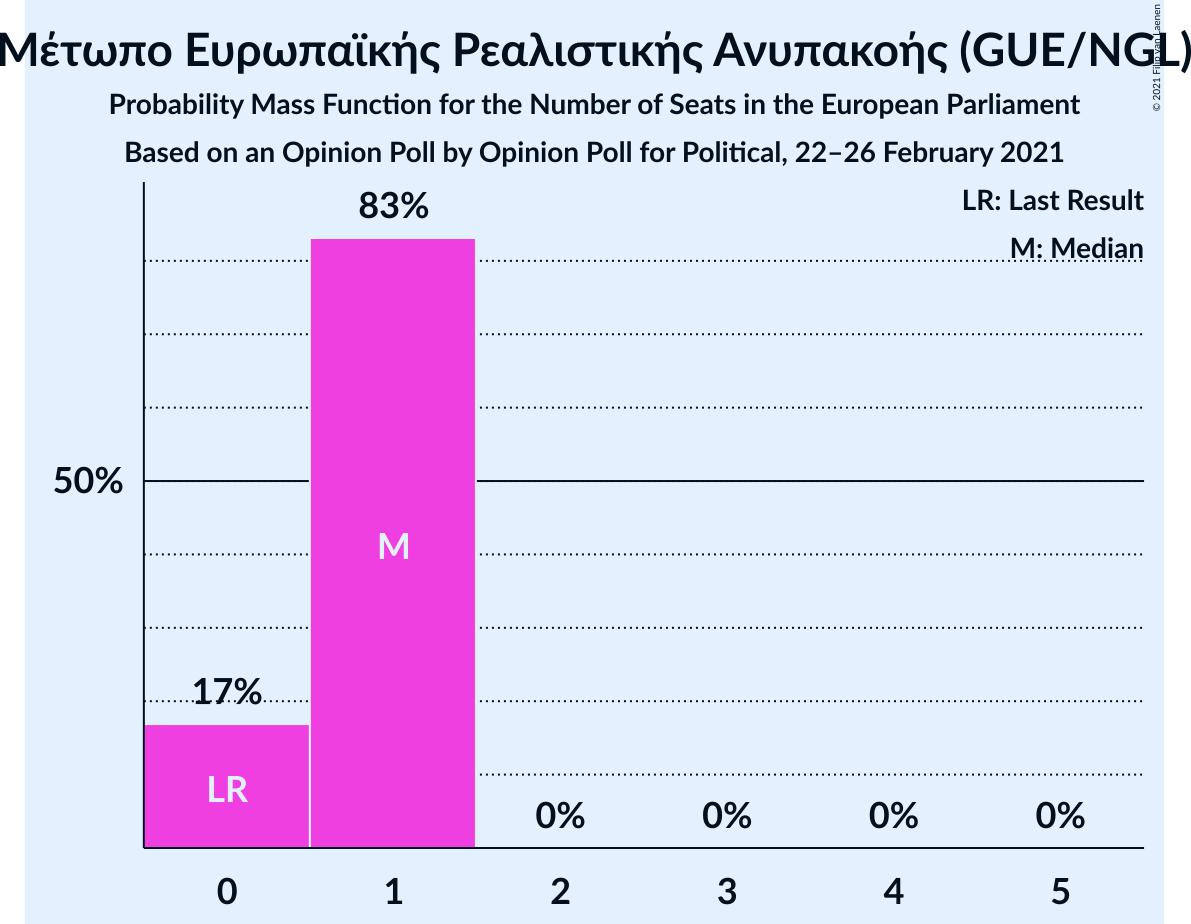 Μέτωπο Ευρωπαϊκής Ρεαλιστικής Ανυπακοής (GUE/NGL)
© 2021 Filip van Laenen
Probability Mass Function for the Number of Seats in the European Parliament
Based on an Opinion Poll by Opinion Poll for Political, 22–26 February 2021
LR: Last Result
M: Median
83%
50%
M
17%
LR
0% 0% 0% 0%
0 1 2 3 4 5